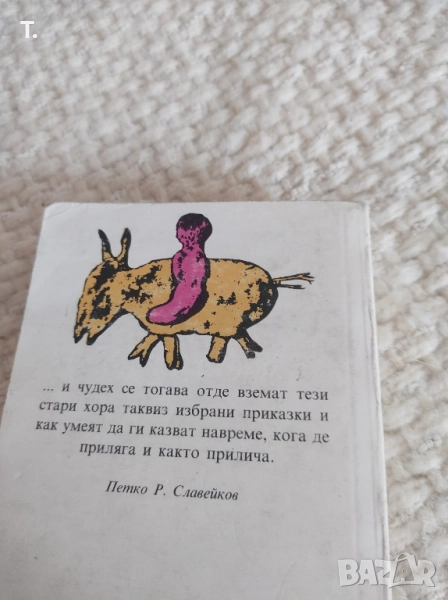 T.
... и чудех се тогава отде вземат тези
стари хора таквиз избрани приказки и
как умеят да ги казват навреме, кога де
приляга и както прилича.
Петко Р. Славейков
BAZAR